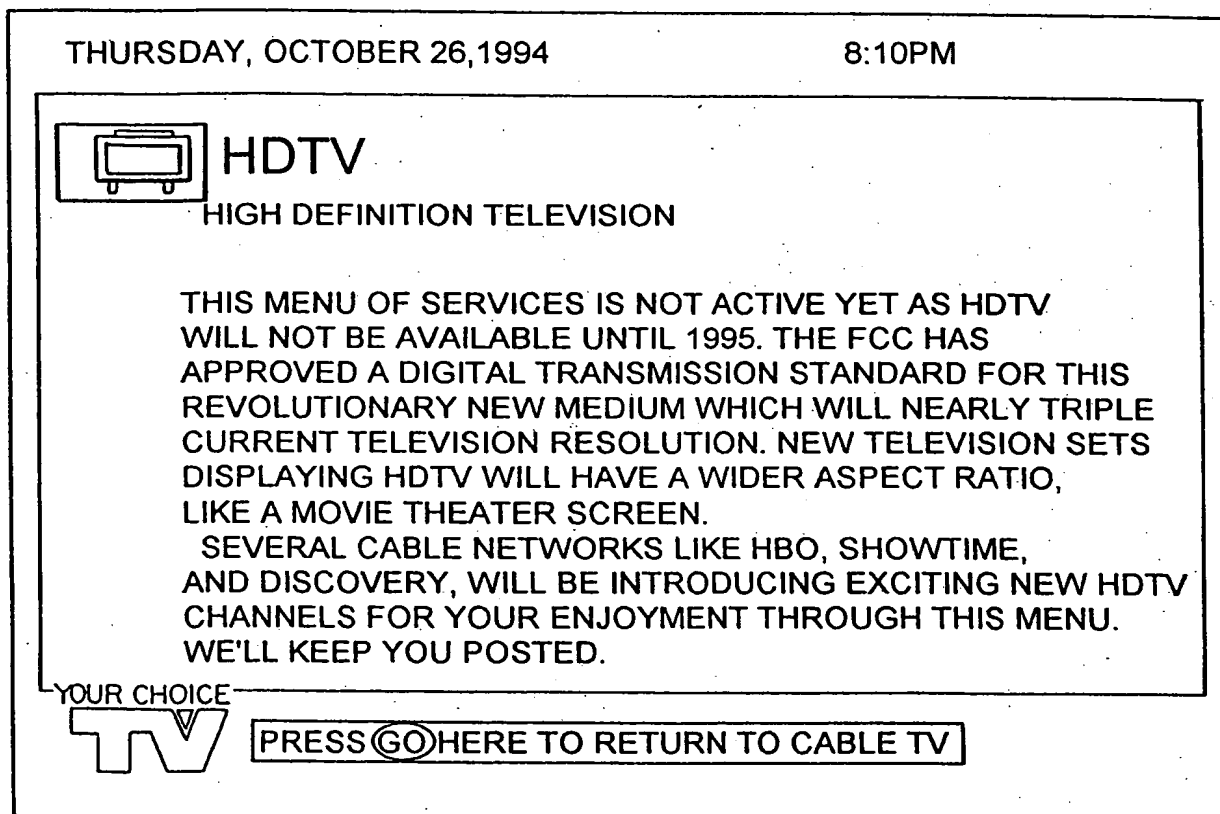 THURSDAY, OCTOBER 26,1994 8:10PM
HDTV
HIGH DEFINITION TELEVISION
THIS MENU OF SERVICES IS NOT ACTIVE YET AS HDTV
WILL NOT BE AVAILABLE UNTIL 1995. THE FCC HAS
APPROVED A DIGITAL TRANSMISSION STANDARD FOR THIS
REVOLUTIONARY NEW MEDIUM WHICH WILL NEARLY TRIPLE
CURRENT TELEVISION RESOLUTION. NEW TELEVISION SETS
DISPLAYING HDTV WILL HAVE A WIDER ASPECT RATIO,
LIKE A MOVIE THEATER SCREEN.
SEVERAL CABLE NETWORKS LIKE HBO, SHOWTIME,
AND DISCOVERY, WILL BE INTRODUCING EXCITING NEW HDTV
CHANNELS FOR YOUR ENJOYMENT THROUGH THIS MENU.
WE'LL KEEP YOU POSTED.
YOUR CHOICE
TV
PRESS GO HERE TO RETURN TO CABLE TV